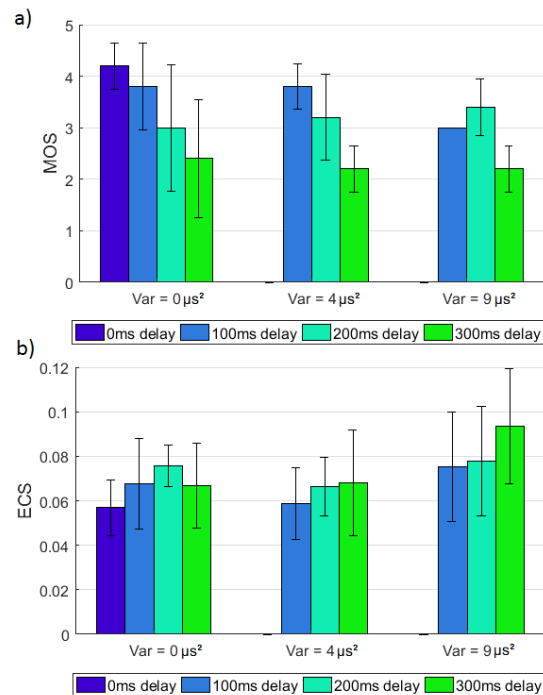 a)
5
4
3
2
1
0
MOS
Var = 0 μs²
Var = 4 μs²
Var = 9 μs²
0ms delay 100ms delay 200ms delay 300ms delay
b)
0.12
0.1
0.08
0.06
0.04
0.02
0
ECS
Var = 0 μs²
Var = 4 μs²
Var = 9 μs²
0ms delay 100ms delay 200ms delay 300ms delay